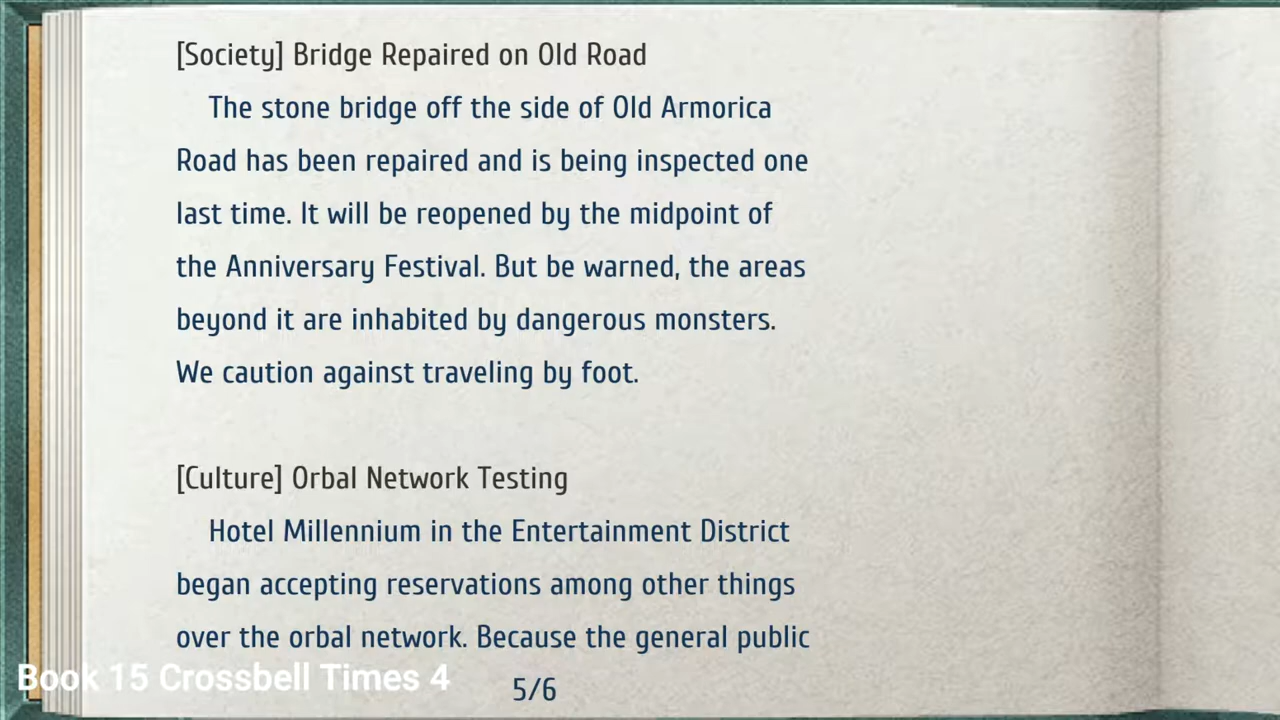 [Society] Bridge Repaired on Old Road
The stone bridge off the side of Old Armorica
Road has been repaired and is being inspected one
last time. It will be reopened by the midpoint of
the Anniversary Festival. But be warned, the areas
beyond it are inhabited by dangerous monsters.
We caution against traveling by foot.
[Culture] Orbal Network Testing
Hotel Millennium in the Entertainment District
began accepting reservations among other things
over the orbal network. Because the general public
Book 15 Crossbell Times 4
5/6